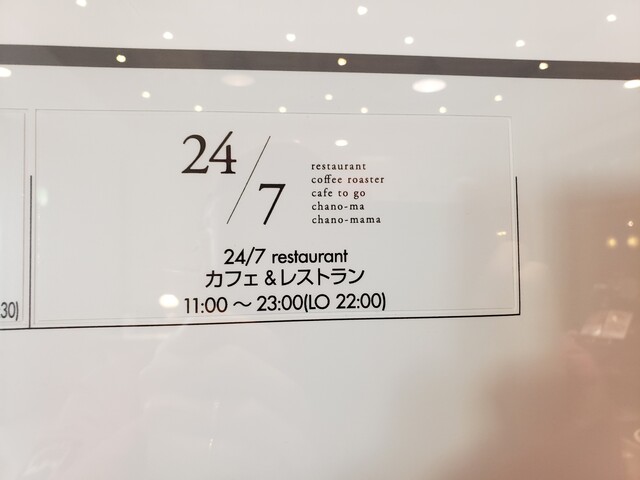 24/7
restaurant
coffee roaster
cafe to go
chano-ma
chano-mama
24/7 restaurant
カフェ&レストラン
11:00 〜 23:00(LO 22:00)
30)